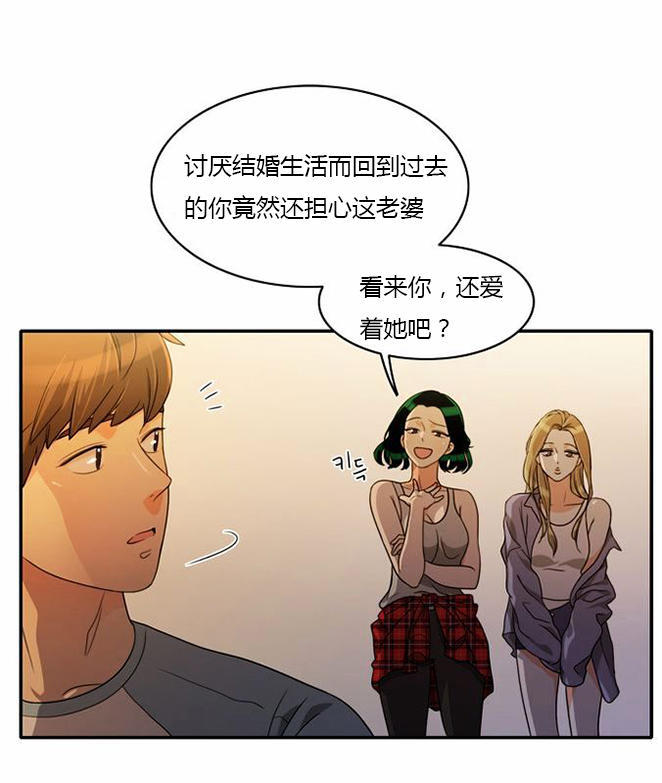 讨厌结婚生活而回到过去
的你竟然还担心这老婆
看来你，还爱
着她吧？
키득